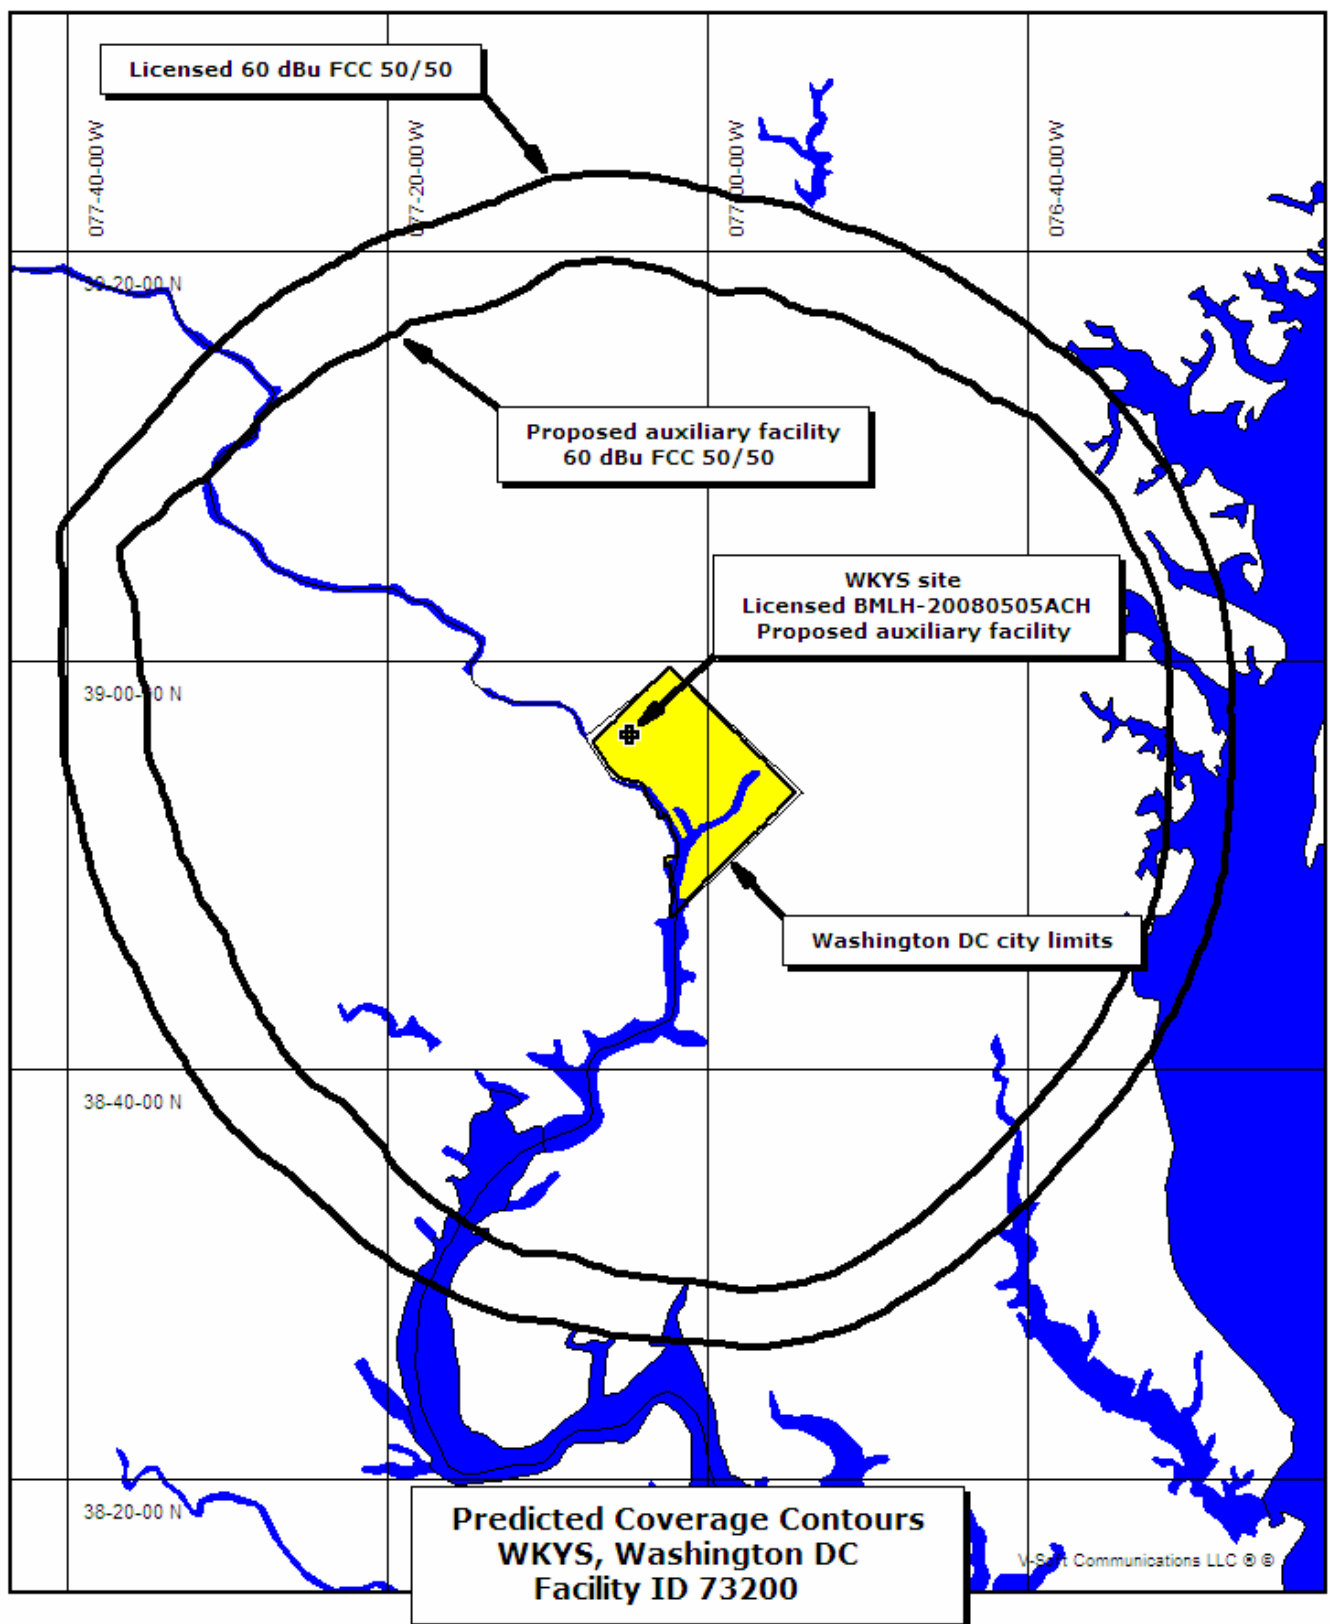 Licensed 60 dBu FCC 50/50
077-40-00 W
077-20-00 W
077-00-00 W
076-40-00 W
39-20-00 N
Proposed auxiliary facility
60 dBu FCC 50/50
WKYS site
Licensed BMLH-20080505ACH
Proposed auxiliary facility
39-00-00 N
Washington DC city limits
38-40-00 N
38-20-00 N
Predicted Coverage Contours
WKYS, Washington DC
Facility ID 73200
V-Soft Communications LLC ® ©